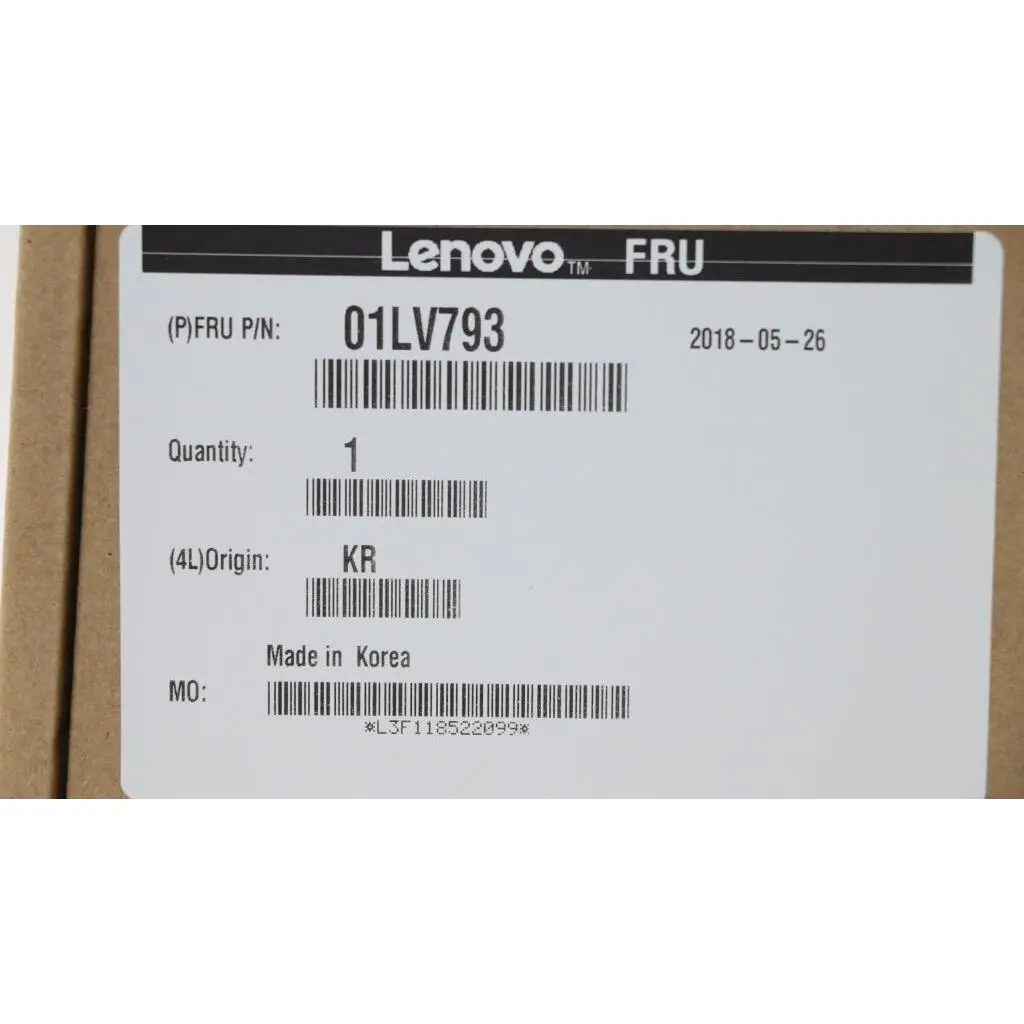 Lenovo™ FRU
(P)FRU P/N: 01LV793 2018-05-26
Quantity: 1
(4L)Origin: KR
Made in Korea
MO:
*L3F118522099*